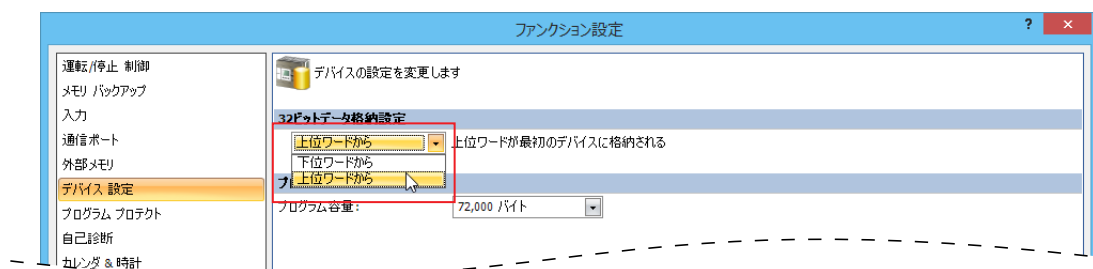 ファンクション設定
?
×
運転/停止 制御
メモリ バックアップ
入力
通信ポート
外部メモリ
デバイス 設定
プログラム プロテクト
自己診断
カレンダ & 時計
デバイスの設定を変更します
32ビットデータ格納設定
上位ワードから
上位ワードが最初のデバイスに格納される
下位ワードから
上位ワードから
プログラム容量:
72,000 バイト